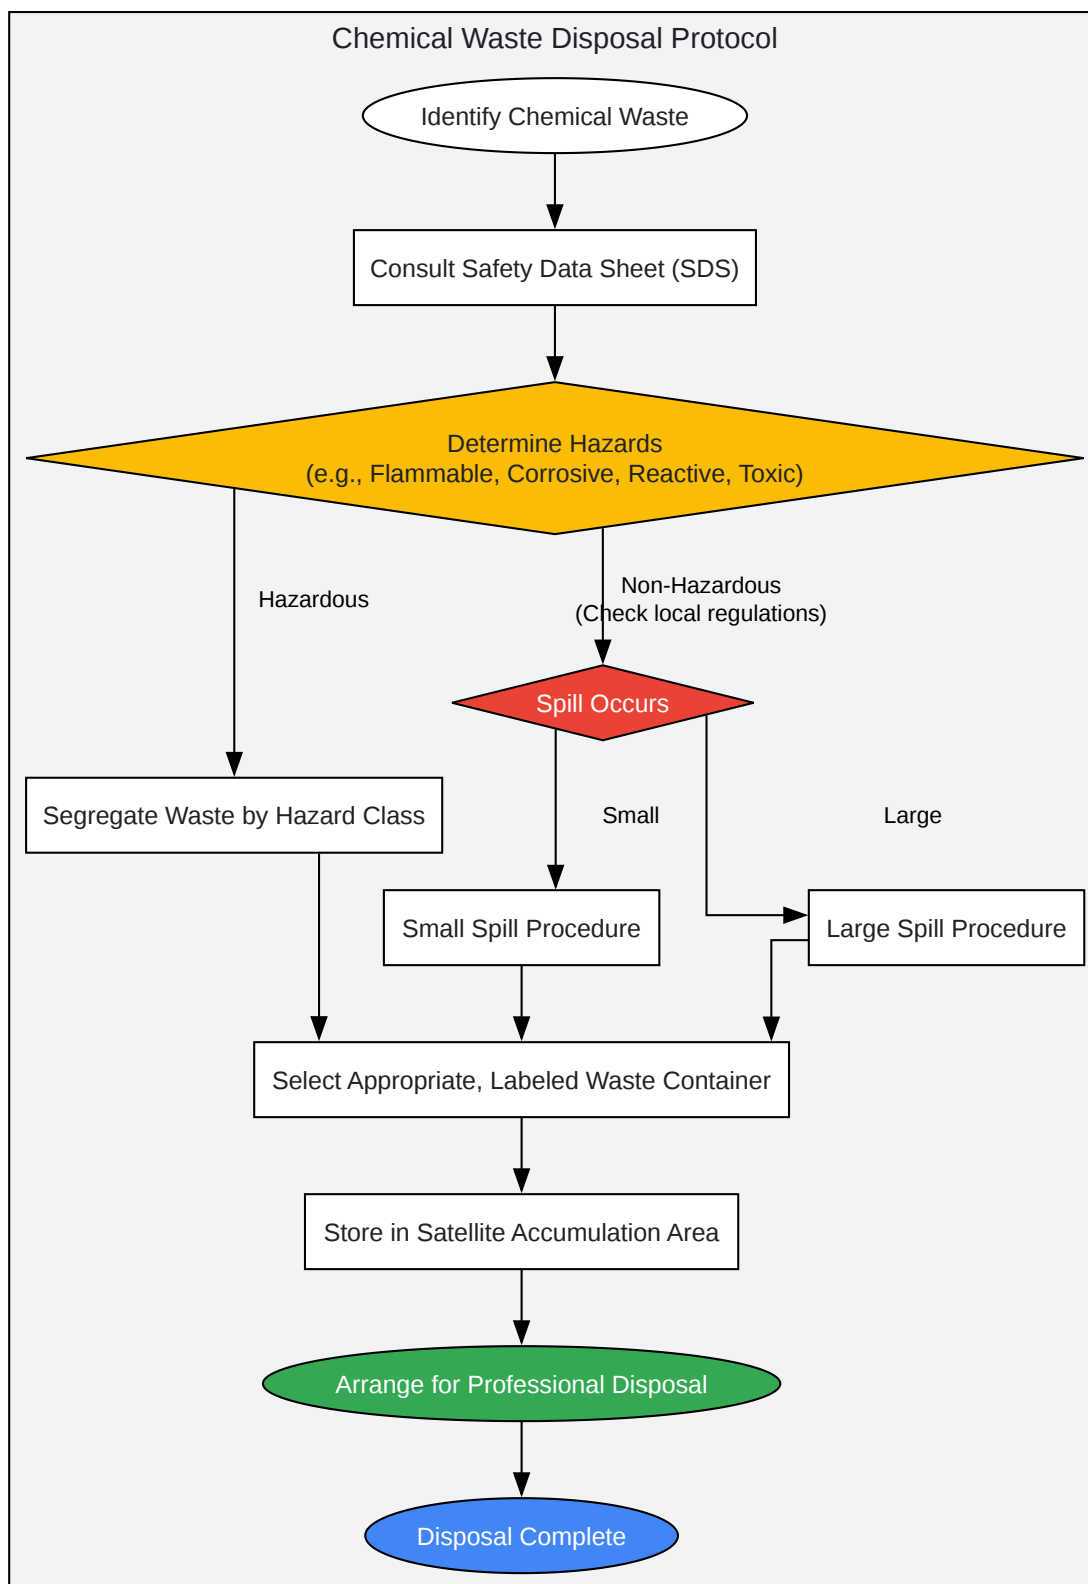 Chemical Waste Disposal Protocol
Identify Chemical Waste
Consult Safety Data Sheet (SDS)
Determine Hazards
(e.g., Flammable, Corrosive, Reactive, Toxic)
Hazardous
Non-Hazardous
(Check local regulations)
Spill Occurs
Segregate Waste by Hazard Class
Small
Large
Small Spill Procedure
Large Spill Procedure
Select Appropriate, Labeled Waste Container
Store in Satellite Accumulation Area
Arrange for Professional Disposal
Disposal Complete